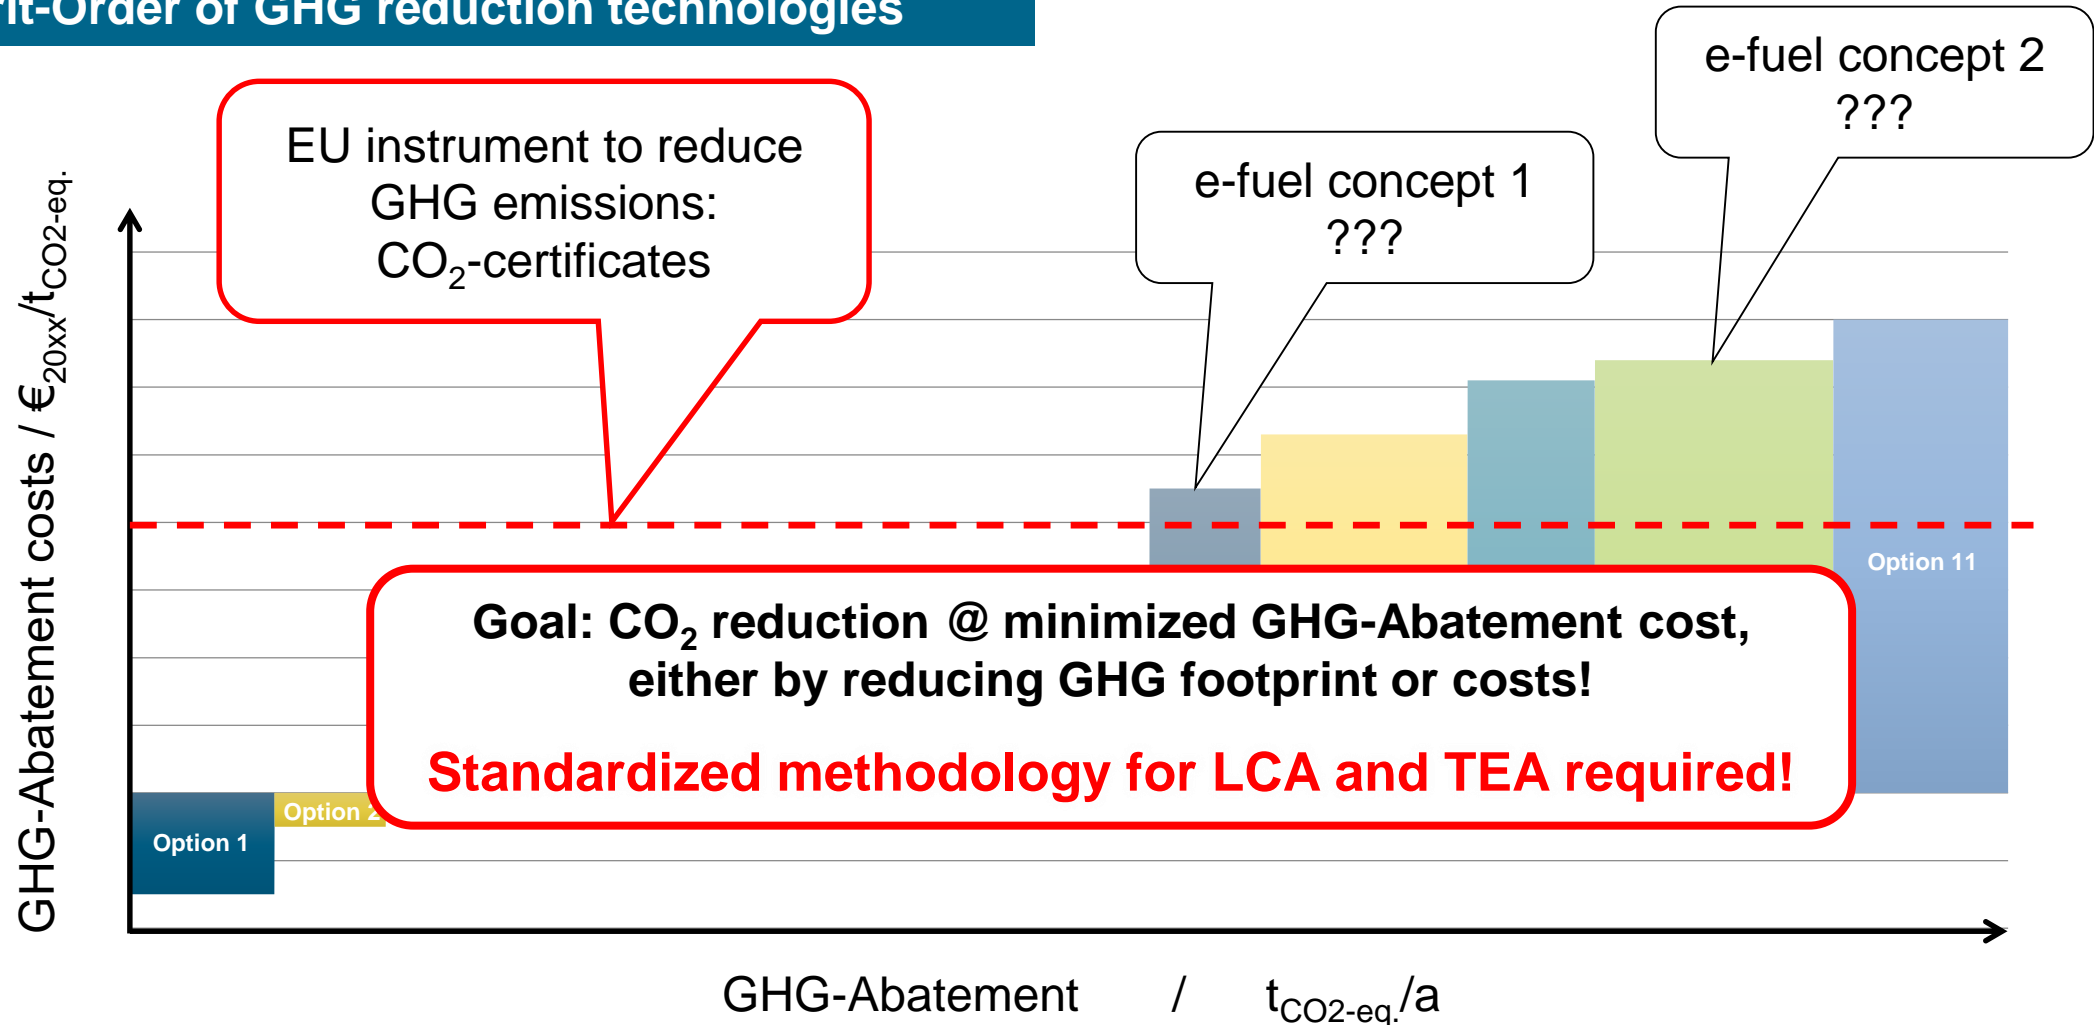 rit-Order of GHG reduction technologies
e-fuel concept 2
???
EU instrument to reduce
GHG emissions:
CO₂-certificates
e-fuel concept 1
???
GHG-Abatement costs / €20xx/tCO2-eq.
Option 11
Goal: CO₂ reduction @ minimized GHG-Abatement cost,
either by reducing GHG footprint or costs!
Standardized methodology for LCA and TEA required!
Option 1
Option 2
GHG-Abatement / tCO2-eq./a